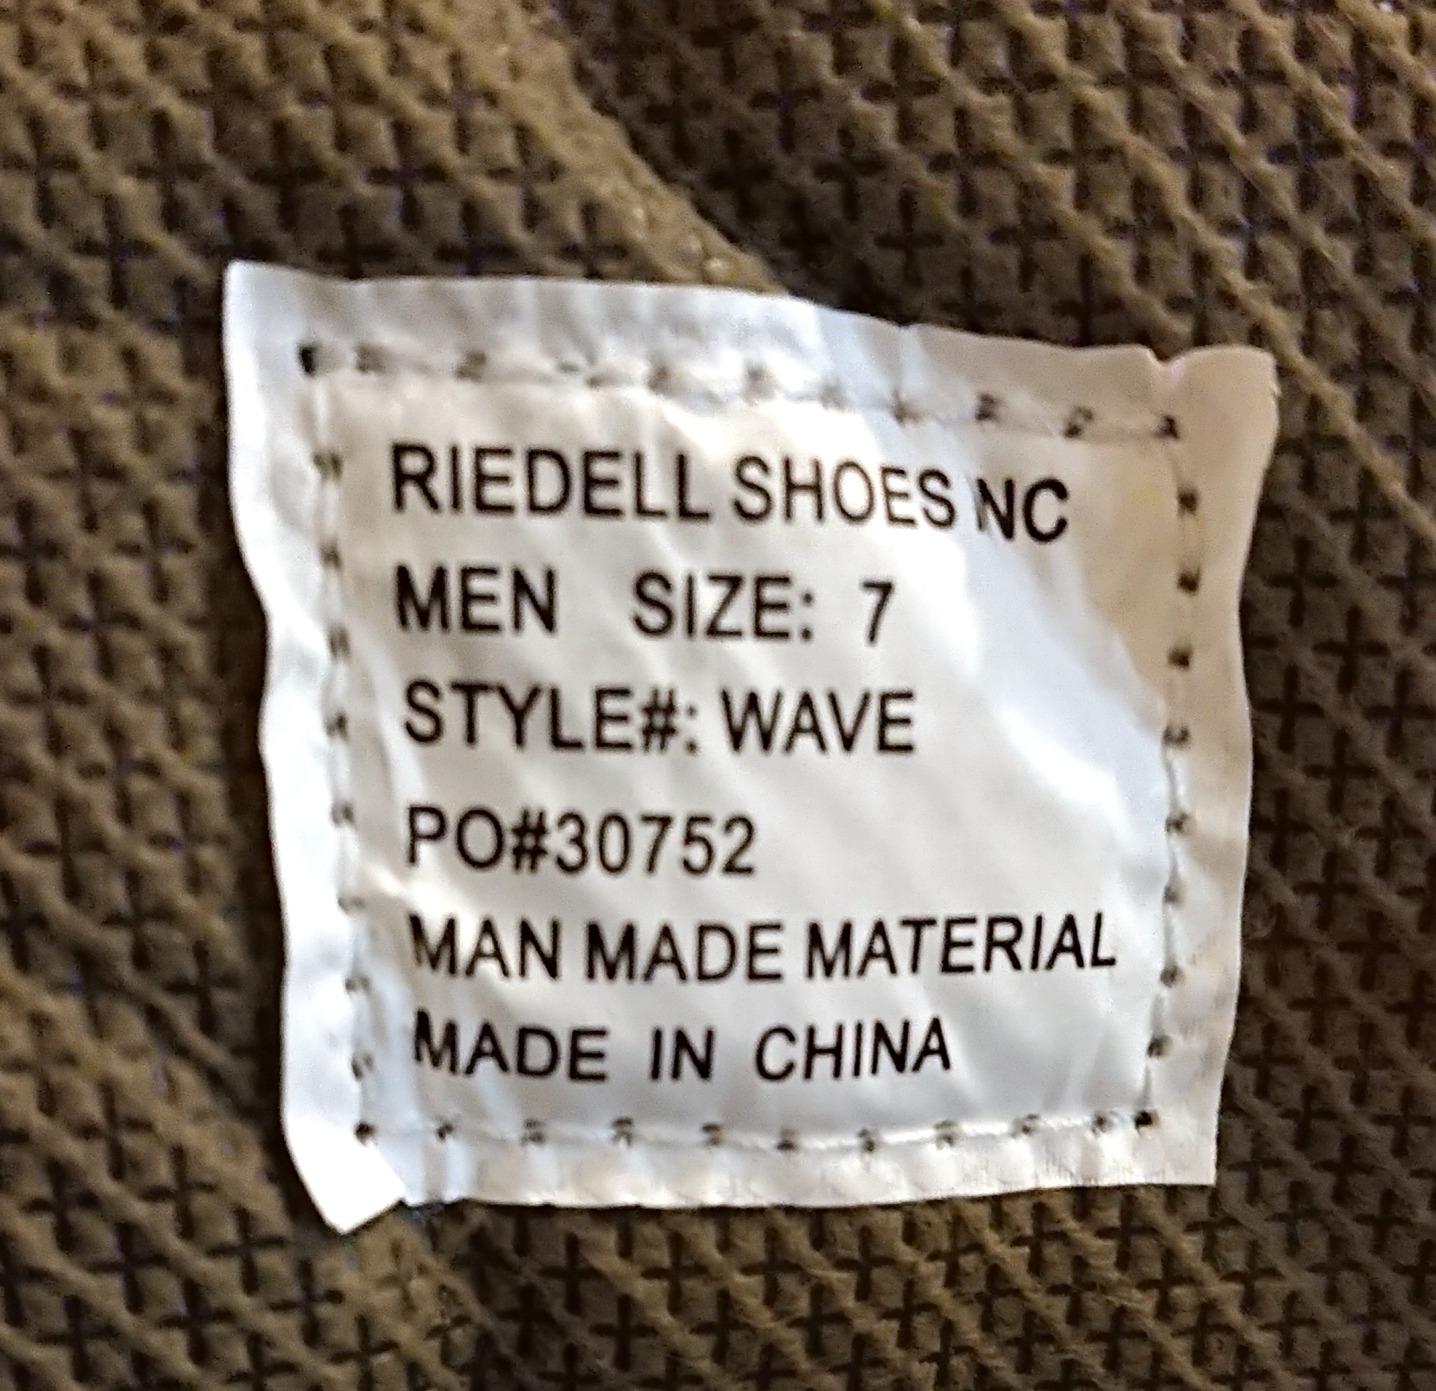 RIEDELL SHOES NC
MEN SIZE: 7
STYLE#: WAVE
PO#30752
MAN MADE MATERIAL
MADE IN CHINA